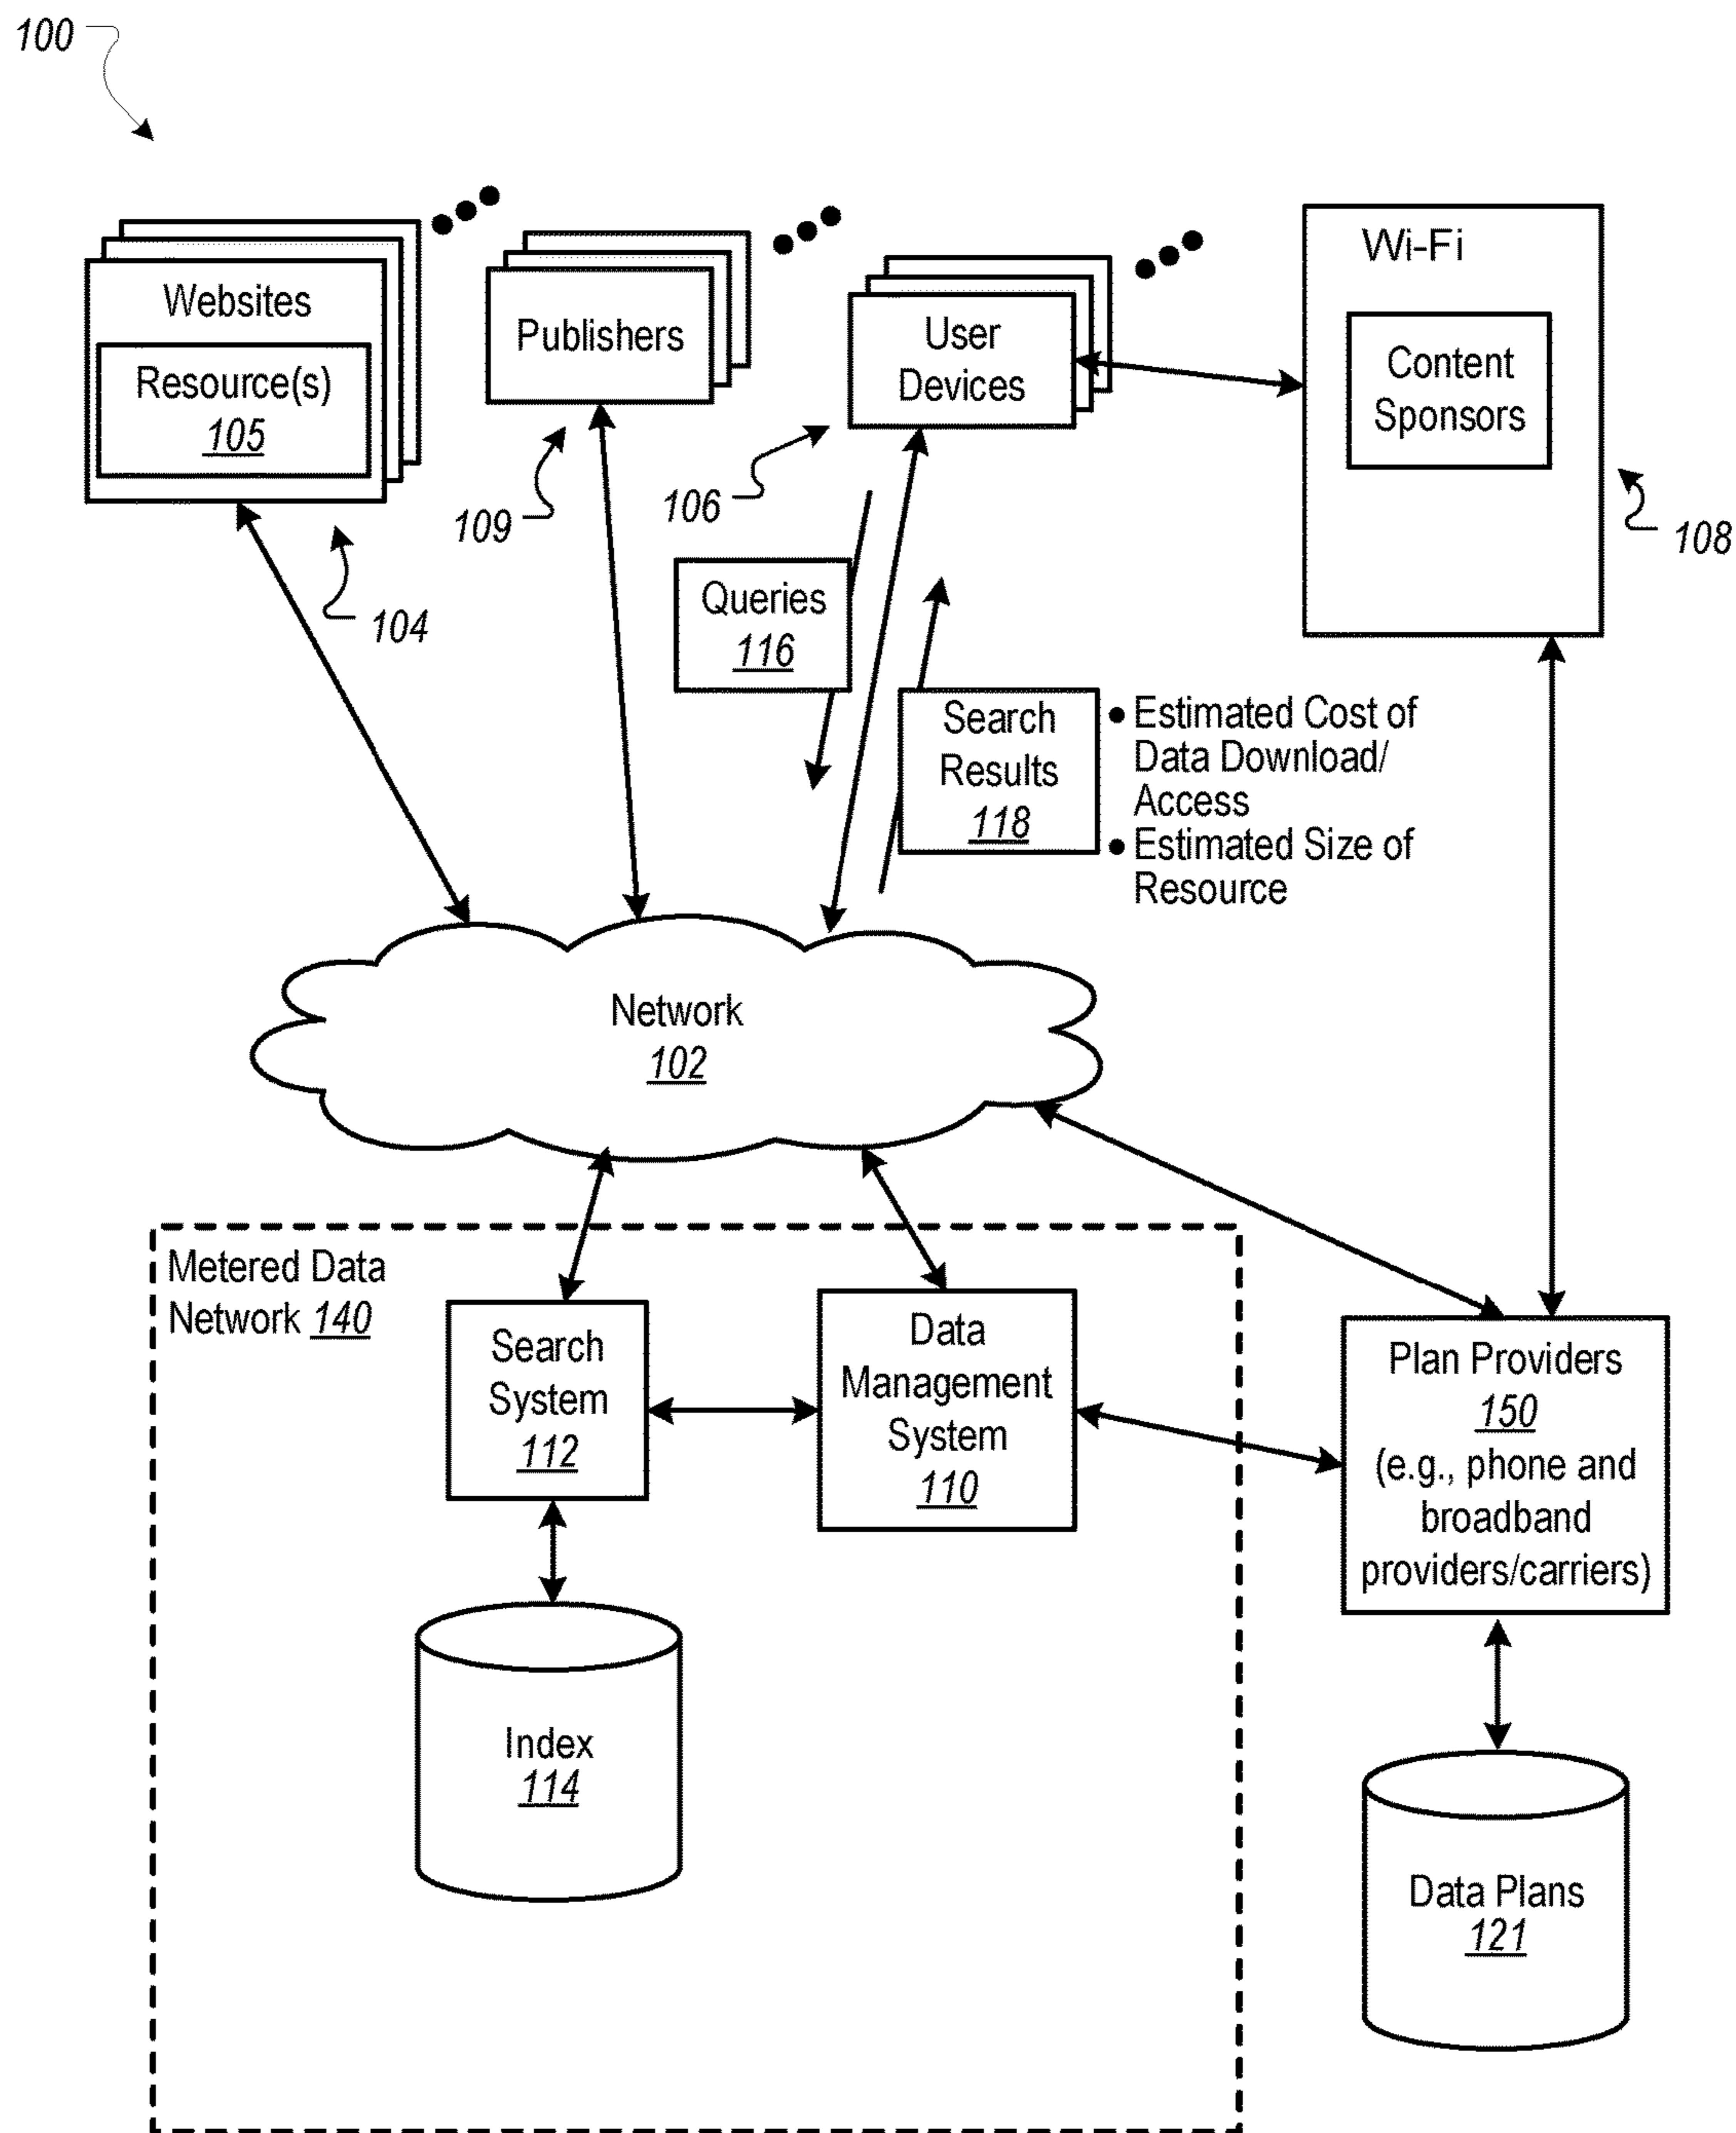 100
Websites
Resource(s)
105
104
Publishers
109
User
Devices
106
Wi-Fi
Content
Sponsors
108
Queries
116
Search
Results
118
• Estimated Cost of
Data Download/
Access
• Estimated Size of
Resource
Network
102
Metered Data
Network 140
Search
System
112
Data
Management
System
110
Plan Providers
150
(e.g., phone and
broadband
providers/carriers)
Index
114
Data Plans
121